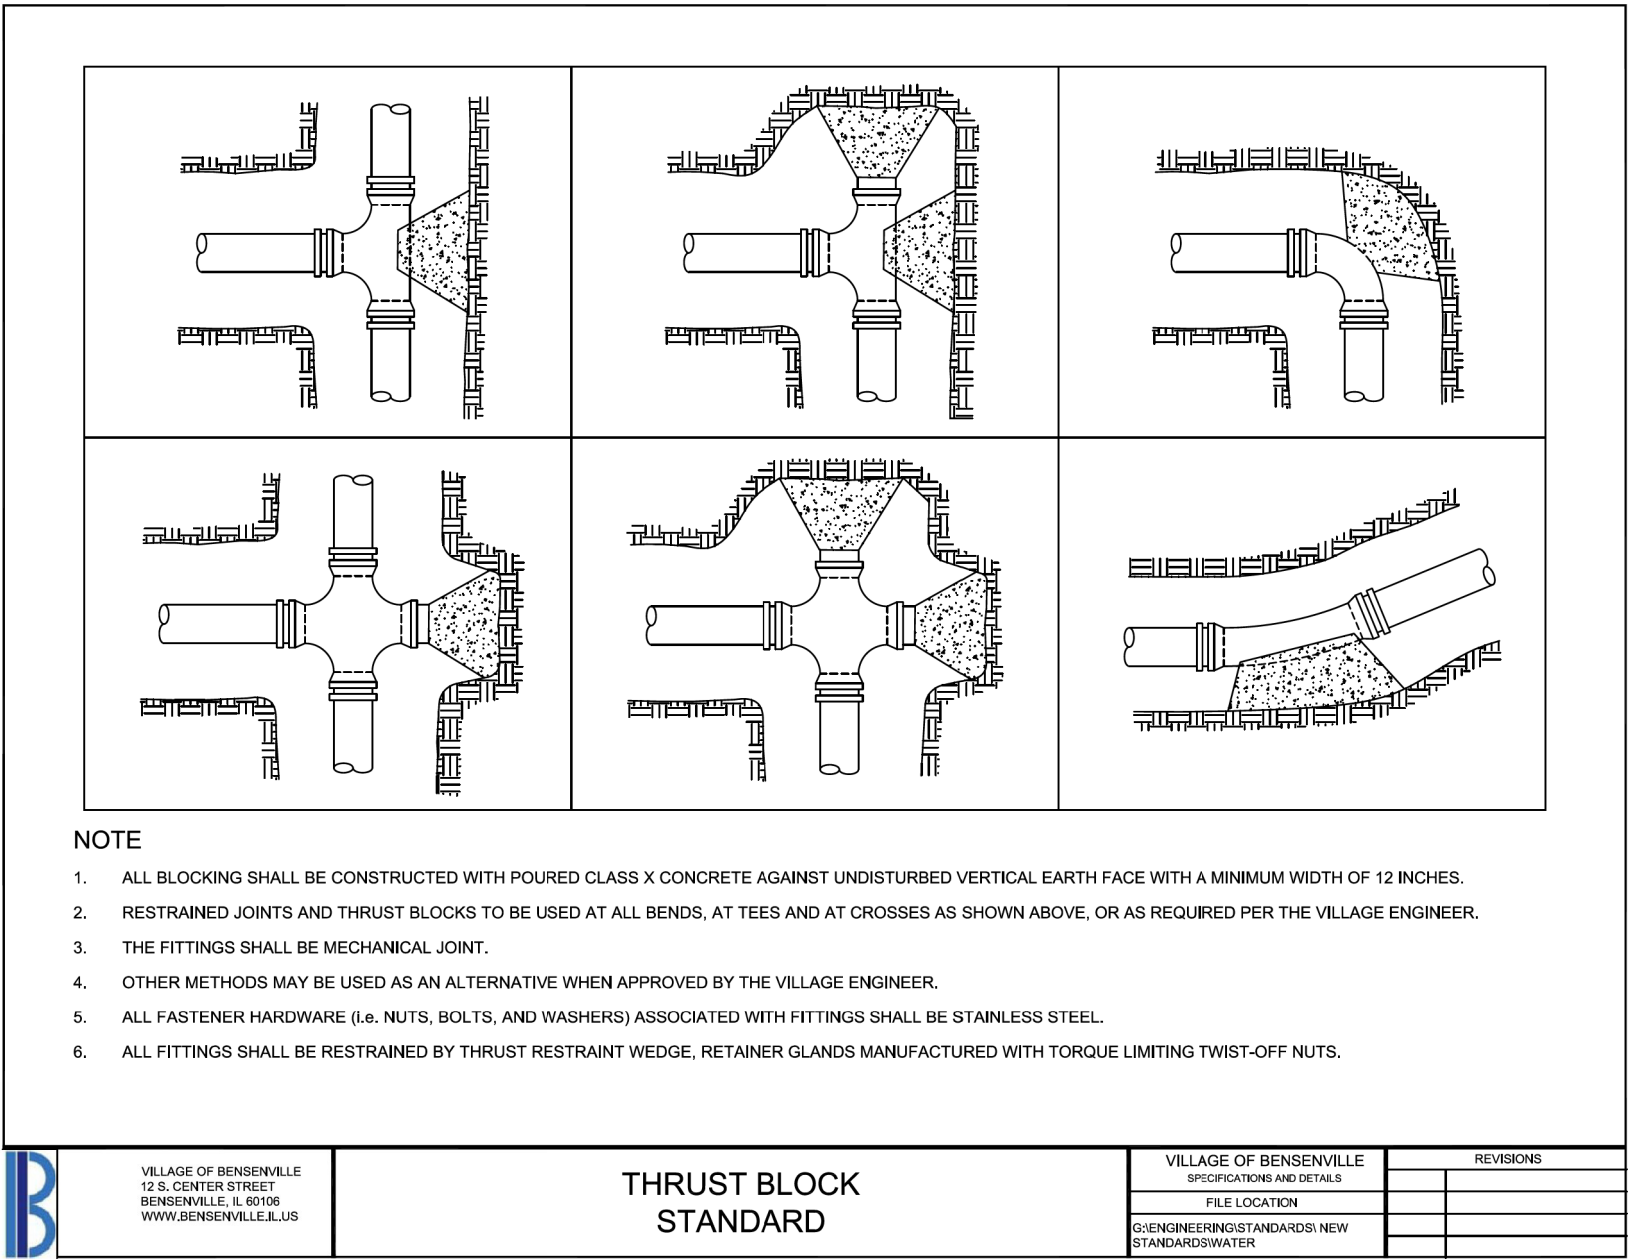 NOTE
1. ALL BLOCKING SHALL BE CONSTRUCTED WITH POURED CLASS X CONCRETE AGAINST UNDISTURBED VERTICAL EARTH FACE WITH A MINIMUM WIDTH OF 12 INCHES.
2. RESTRAINED JOINTS AND THRUST BLOCKS TO BE USED AT ALL BENDS, AT TEES AND AT CROSSES AS SHOWN ABOVE, OR AS REQUIRED PER THE VILLAGE ENGINEER.
3. THE FITTINGS SHALL BE MECHANICAL JOINT.
4. OTHER METHODS MAY BE USED AS AN ALTERNATIVE WHEN APPROVED BY THE VILLAGE ENGINEER.
5. ALL FASTENER HARDWARE (i.e. NUTS, BOLTS, AND WASHERS) ASSOCIATED WITH FITTINGS SHALL BE STAINLESS STEEL.
6. ALL FITTINGS SHALL BE RESTRAINED BY THRUST RESTRAINT WEDGE, RETAINER GLANDS MANUFACTURED WITH TORQUE LIMITING TWIST-OFF NUTS.
B
VILLAGE OF BENSENVILLE
12 S. CENTER STREET
BENSENVILLE, IL 60106
WWW.BENSENVILLE.IL.US
THRUST BLOCK
STANDARD
VILLAGE OF BENSENVILLE
SPECIFICATIONS AND DETAILS
FILE LOCATION
G:\ENGINEERING\STANDARDS\ NEW
STANDARDS\WATER
REVISIONS